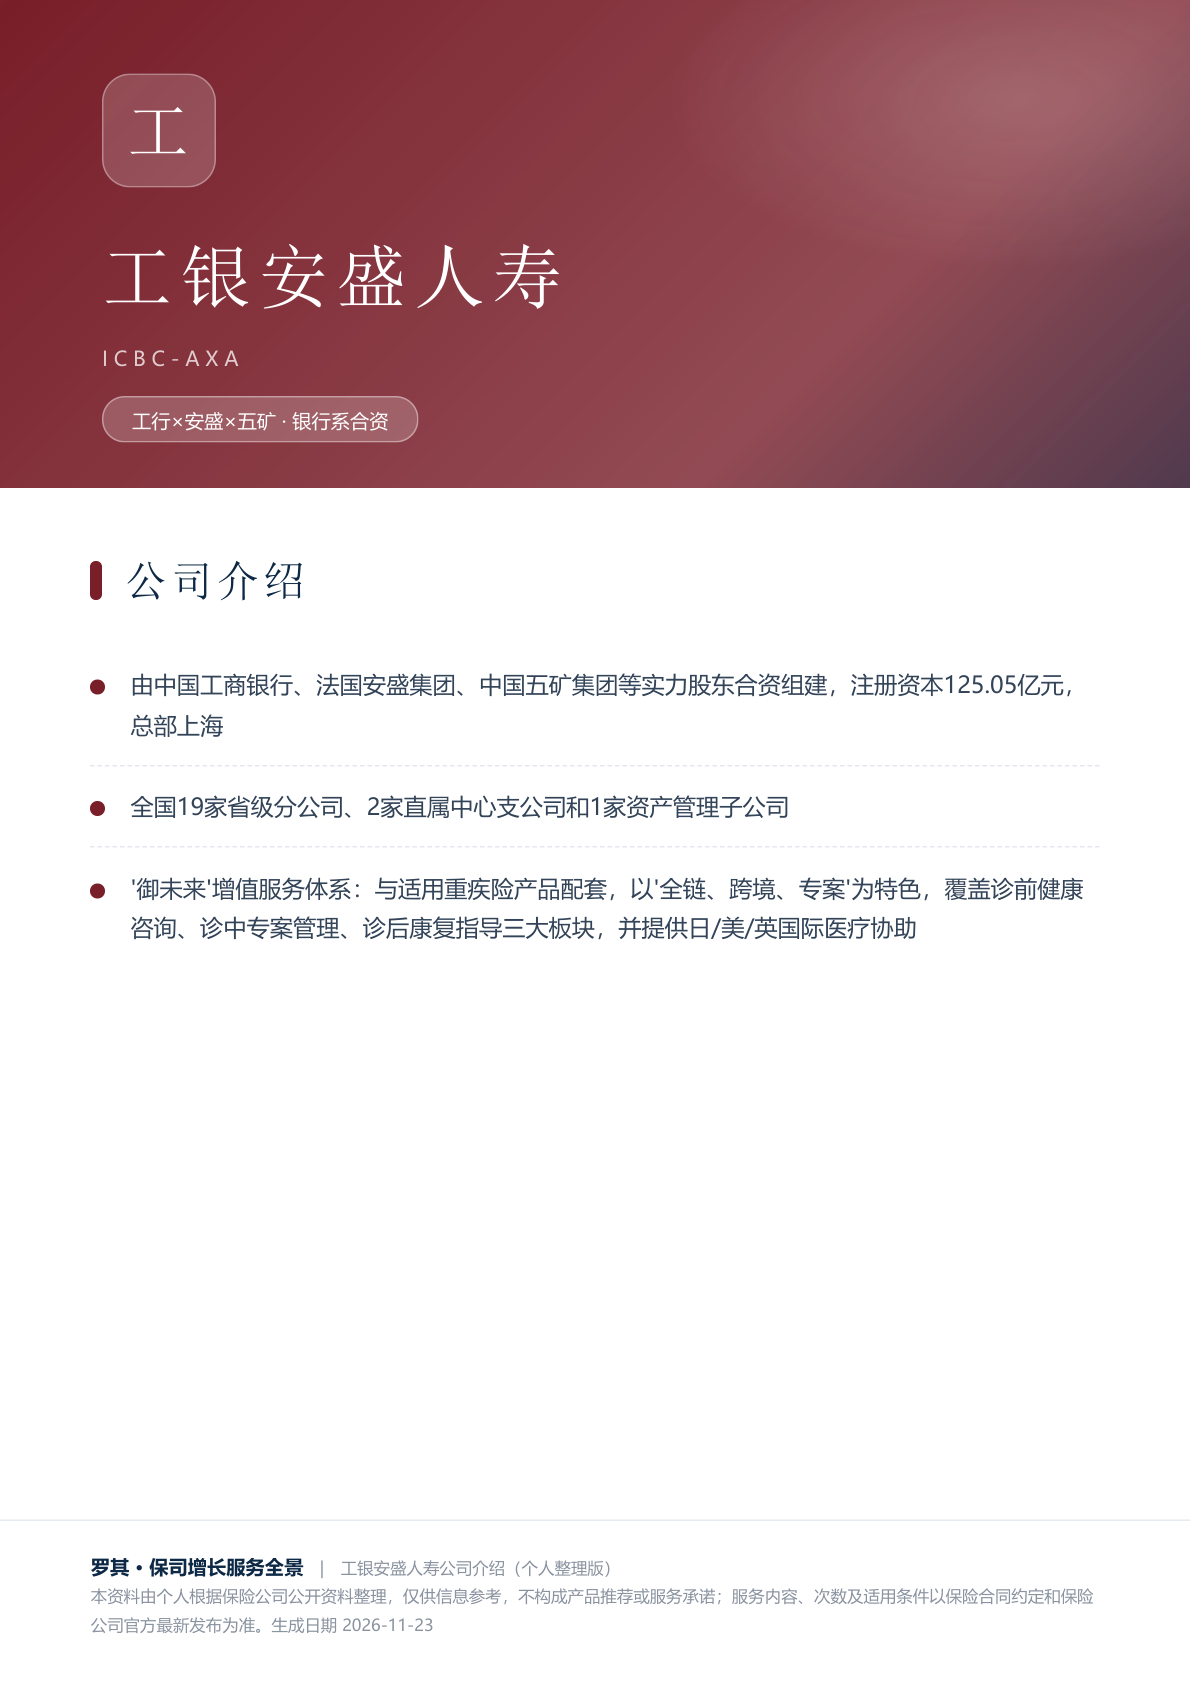 工
工银安盛人寿
ICBC-AXA
工行×安盛×五矿 · 银行系合资
公司介绍
由中国工商银行、法国安盛集团、中国五矿集团等实力股东合资组建，注册资本125.05亿元，
总部上海
全国19家省级分公司、2家直属中心支公司和1家资产管理子公司
'御未来'增值服务体系：与适用重疾险产品配套，以'全链、跨境、专案'为特色，覆盖诊前健康
咨询、诊中专案管理、诊后康复指导三大板块，并提供日/美/英国际医疗协助
罗其 • 保司增长服务全景 | 工银安盛人寿公司介绍（个人整理版）
本资料由个人根据保险公司公开资料整理，仅供信息参考，不构成产品推荐或服务承诺；服务内容、次数及适用条件以保险合同约定和保险
公司官方最新发布为准。生成日期 2026-11-23